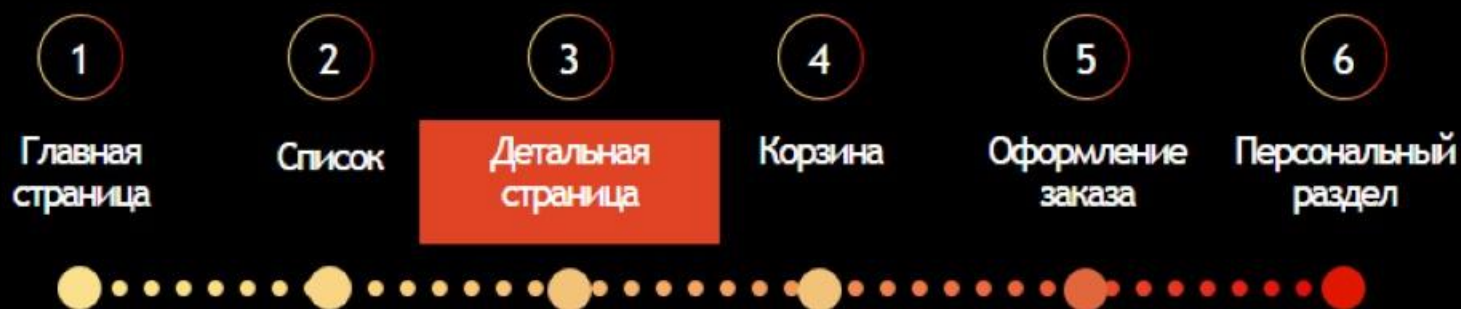 1
2
3
4
5
6
Главная
страница
Список
Детальная
страница
Корзина
Оформление
заказа
Персональный
раздел